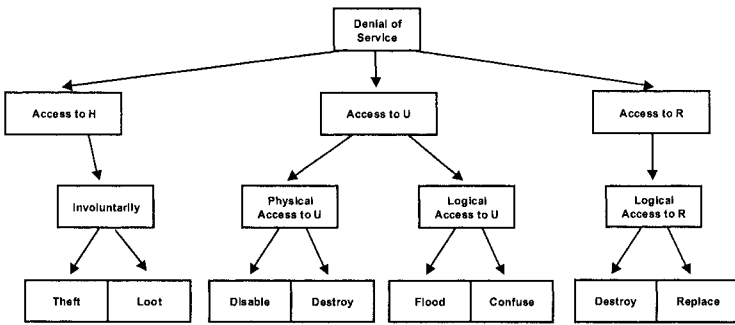 Denial of
Service
Access to H
Access to U
Access to R
Involuntarily
Physical
Access to U
Logical
Access to U
Logical
Access to R
Theft
Loot
Disable
Destroy
Flood
Confuse
Destroy
Replace